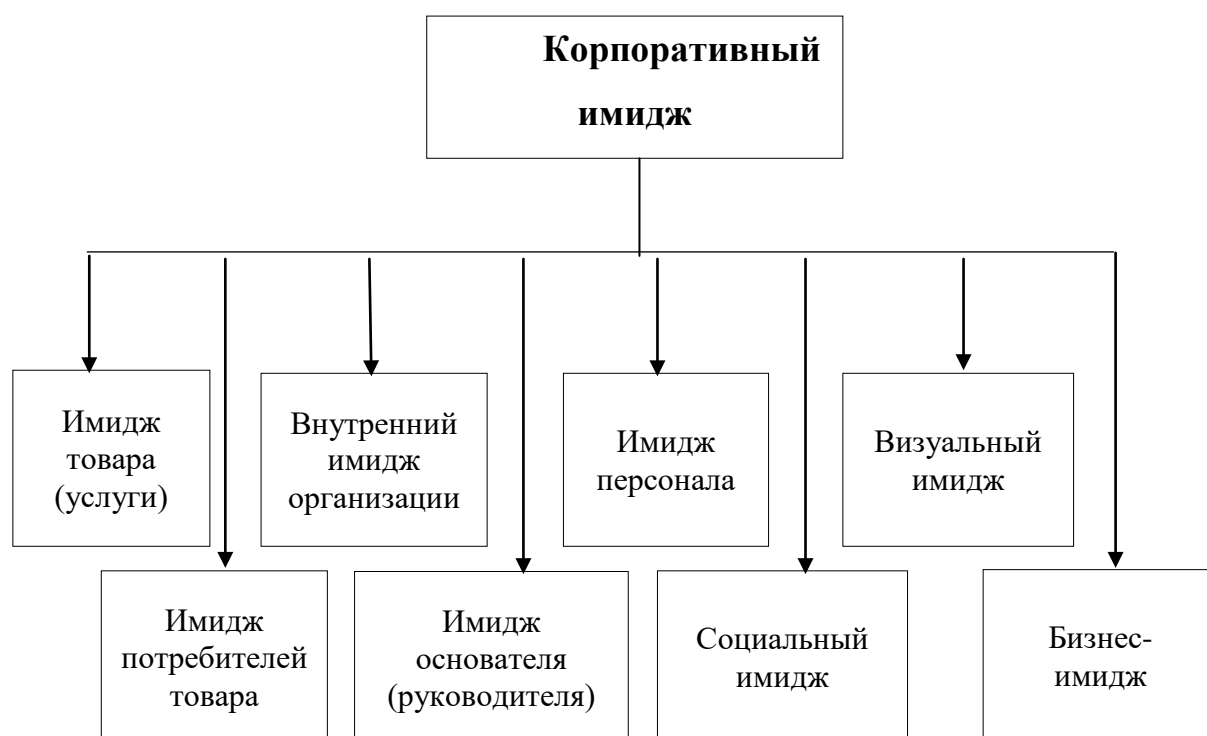 Корпоративный
имидж
Имидж
товара
(услуги)
Внутренний
имидж
организации
Имидж
персонала
Визуальный
имидж
Имидж
потребителей
товара
Имидж
основателя
(руководителя)
Социальный
имидж
Бизнес-
имидж